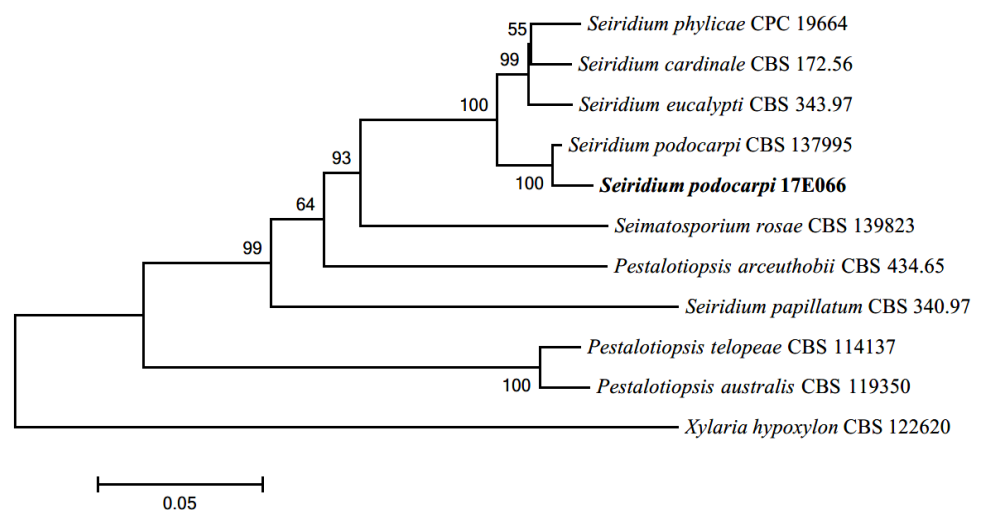 55
Seiridium phylicae CPC 19664
99
Seiridium cardinale CBS 172.56
100
Seiridium eucalypti CBS 343.97
Seiridium podocarpi CBS 137995
93
100
Seiridium podocarpi 17E066
64
Seimatosporium rosae CBS 139823
99
Pestalotiopsis arceuthobii CBS 434.65
Seiridium papillatum CBS 340.97
Pestalotiopsis telopeae CBS 114137
100
Pestalotiopsis australis CBS 119350
Xylaria hypoxylon CBS 122620
0.05